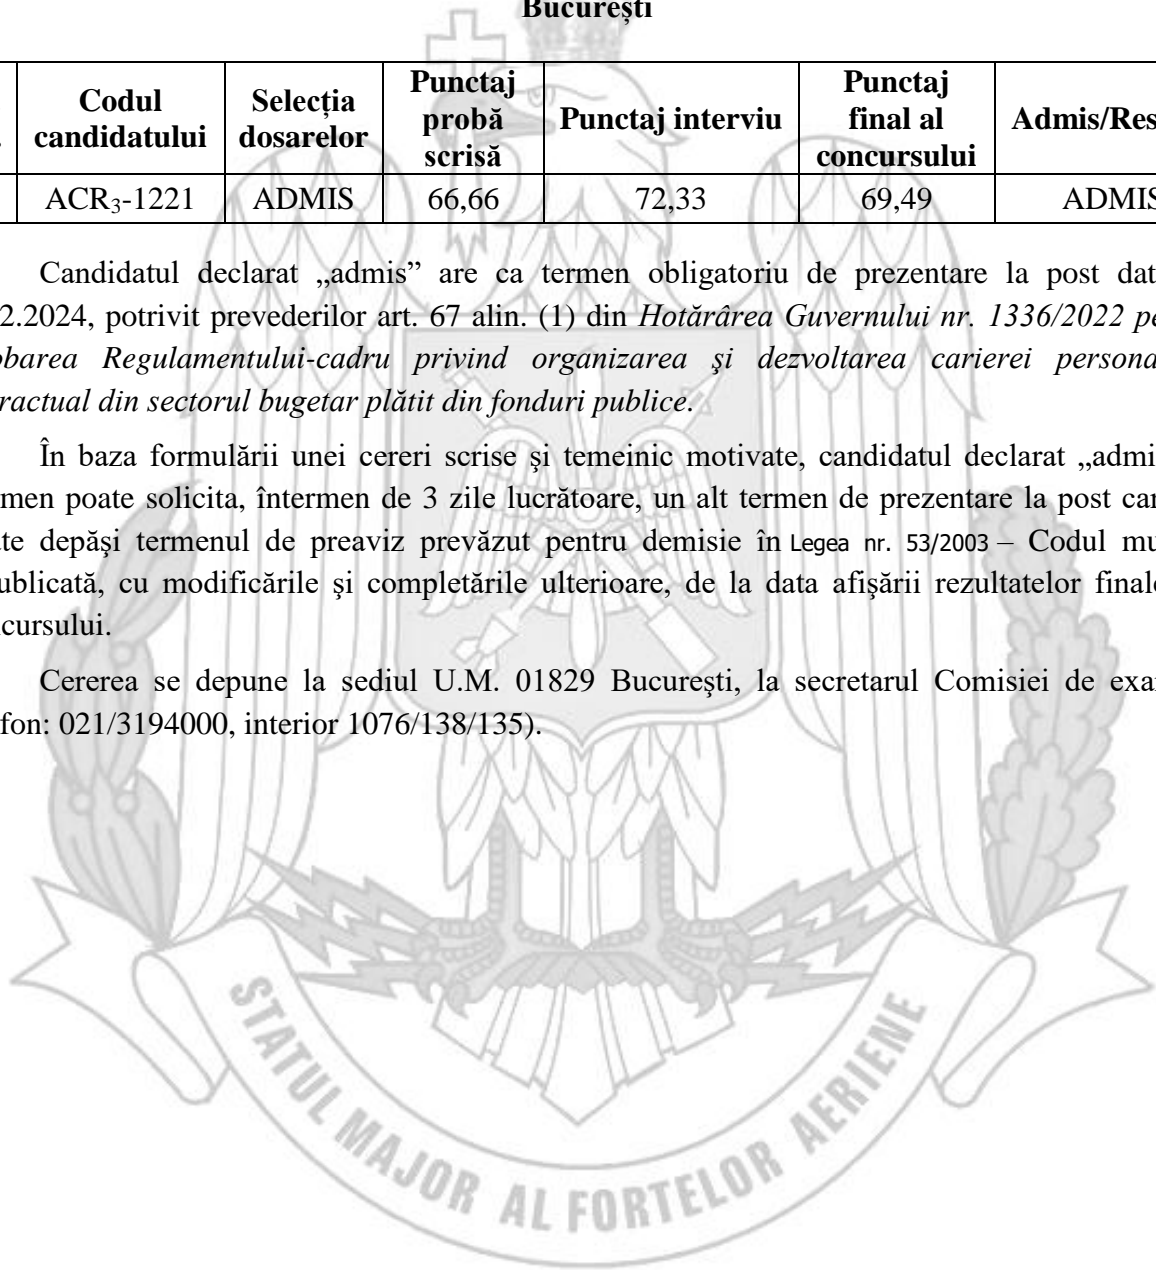 București
Codul candidatului | Selecția dosarelor | Punctaj probă scrisă | Punctaj interviu | Punctaj final al concursului | Admis/Res
ACR₃-1221 | ADMIS | 66,66 | 72,33 | 69,49 | ADMIS
Candidatul declarat „admis” are ca termen obligatoriu de prezentare la post dat
2.2024, potrivit prevederilor art. 67 alin. (1) din Hotărârea Guvernului nr. 1336/2022 pe
obarea Regulamentului-cadru privind organizarea şi dezvoltarea carierei persona
ractual din sectorul bugetar plătit din fonduri publice.
În baza formulării unei cereri scrise şi temeinic motivate, candidatul declarat „admi
men poate solicita, întermen de 3 zile lucrătoare, un alt termen de prezentare la post car
te depăşi termenul de preaviz prevăzut pentru demisie în Legea nr. 53/2003 – Codul mu
ublicată, cu modificările şi completările ulterioare, de la data afişării rezultatelor final
cursului.
Cererea se depune la sediul U.M. 01829 Bucureşti, la secretarul Comisiei de exa
fon: 021/3194000, interior 1076/138/135).
STATUL MAJOR AL FORTELOR AERIENE